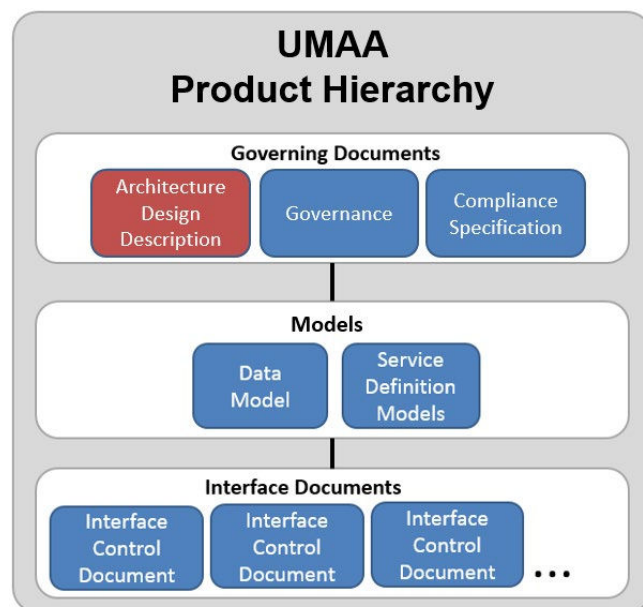 UMAA
Product Hierarchy
Governing Documents
Architecture
Design
Description
Governance
Compliance
Specification
Models
Data
Model
Service
Definition
Models
Interface Documents
Interface
Control
Document
Interface
Control
Document
Interface
Control
Document
...